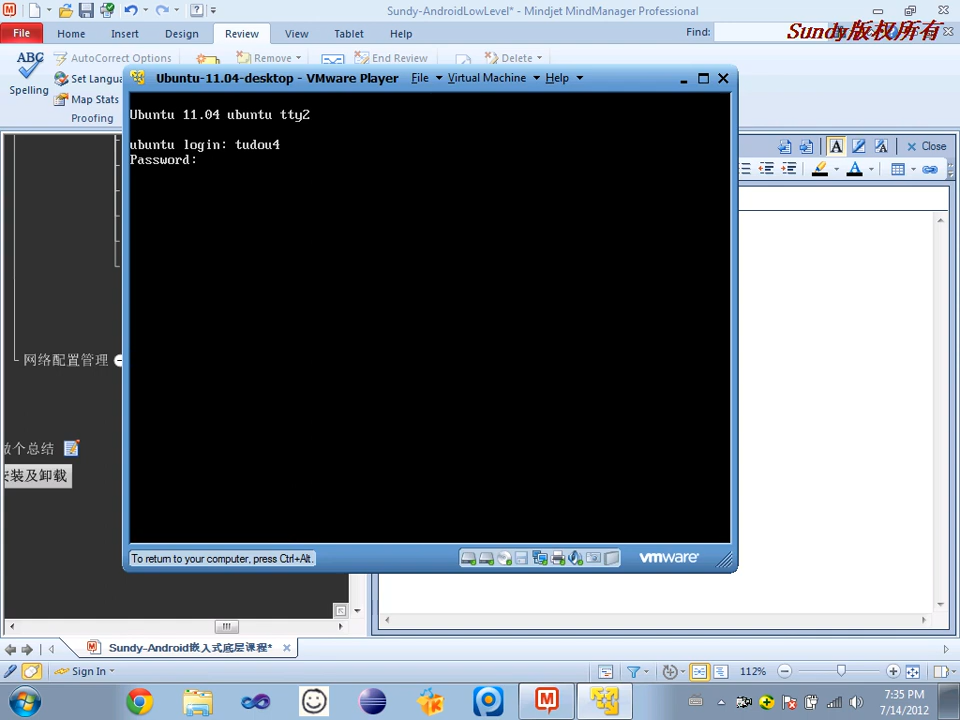 Sundy-AndroidLowLevel* - Mindjet MindManager Professional
File Home Insert Design Review View Tablet Help Find:
Sundy版权所有
ABC
Spelling
AutoCorrect Options
Set Langua
Map Stats
Proofing
Remove
End Review
Delete
Ubuntu-11.04-desktop - VMware Player File Virtual Machine Help
Ubuntu 11.04 ubuntu tty2
ubuntu login: tudou4
Password:
Close
网络配置管理
做个总结
安装及卸载
To return to your computer, press Ctrl+Alt.
vmware
Sundy-Android嵌入式底层课程*
Sign In
112%
7:35 PM
7/14/2012